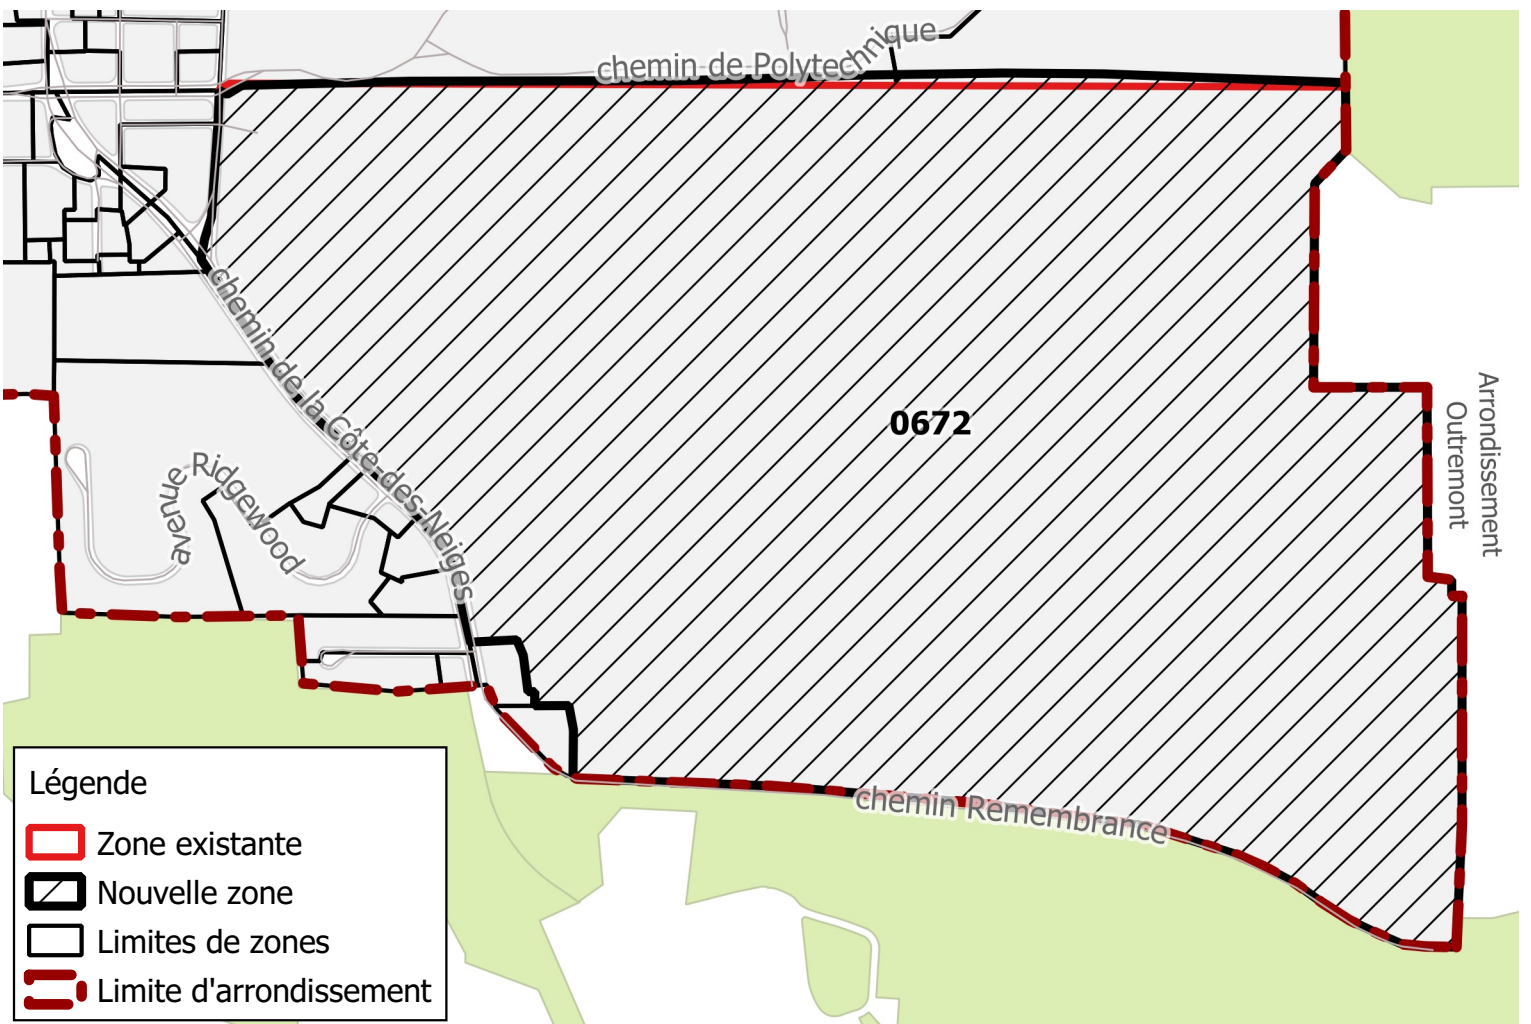 chemin de Polytechnique
chemin de la Côte-des-Neiges
0672
Arrondissement
Outremont
avenue Ridgewood
chemin Remembrance
Légende
Zone existante
Nouvelle zone
Limites de zones
Limite d'arrondissement